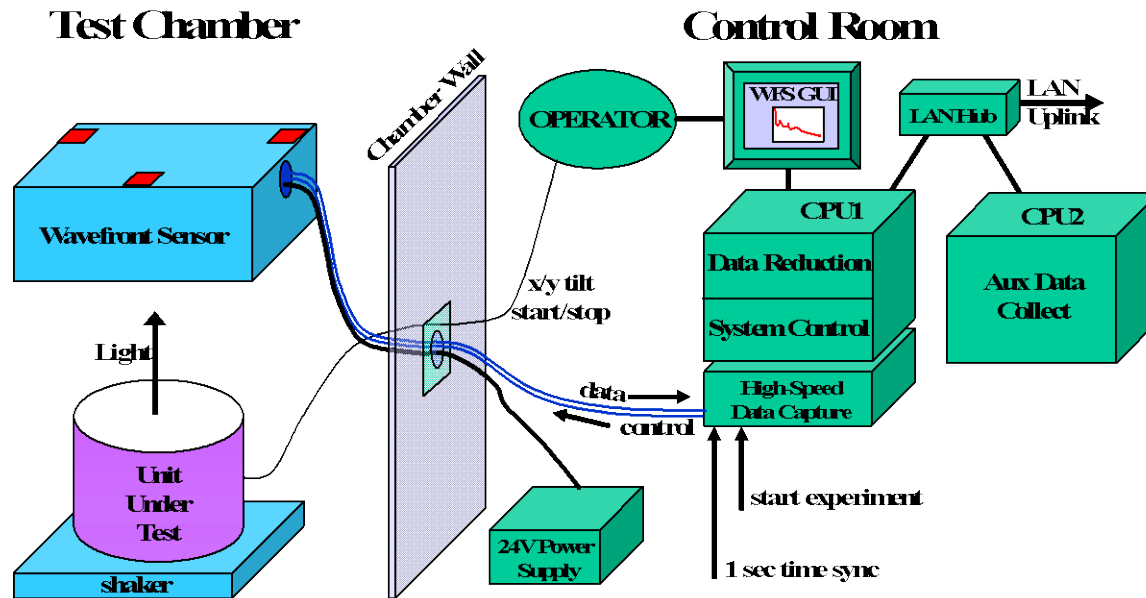 Test Chamber
Control Room
Chamber Wall
OPERATOR
WFS GUI
LAN Hub
LAN
Uplink
Wavefront Sensor
CPU1
Data Reduction
System Control
High-Speed
Data Capture
CPU2
Aux Data
Collect
x/y tilt
start/stop
Light
data
control
Unit
Under
Test
shaker
24V Power
Supply
start experiment
1 sec time sync